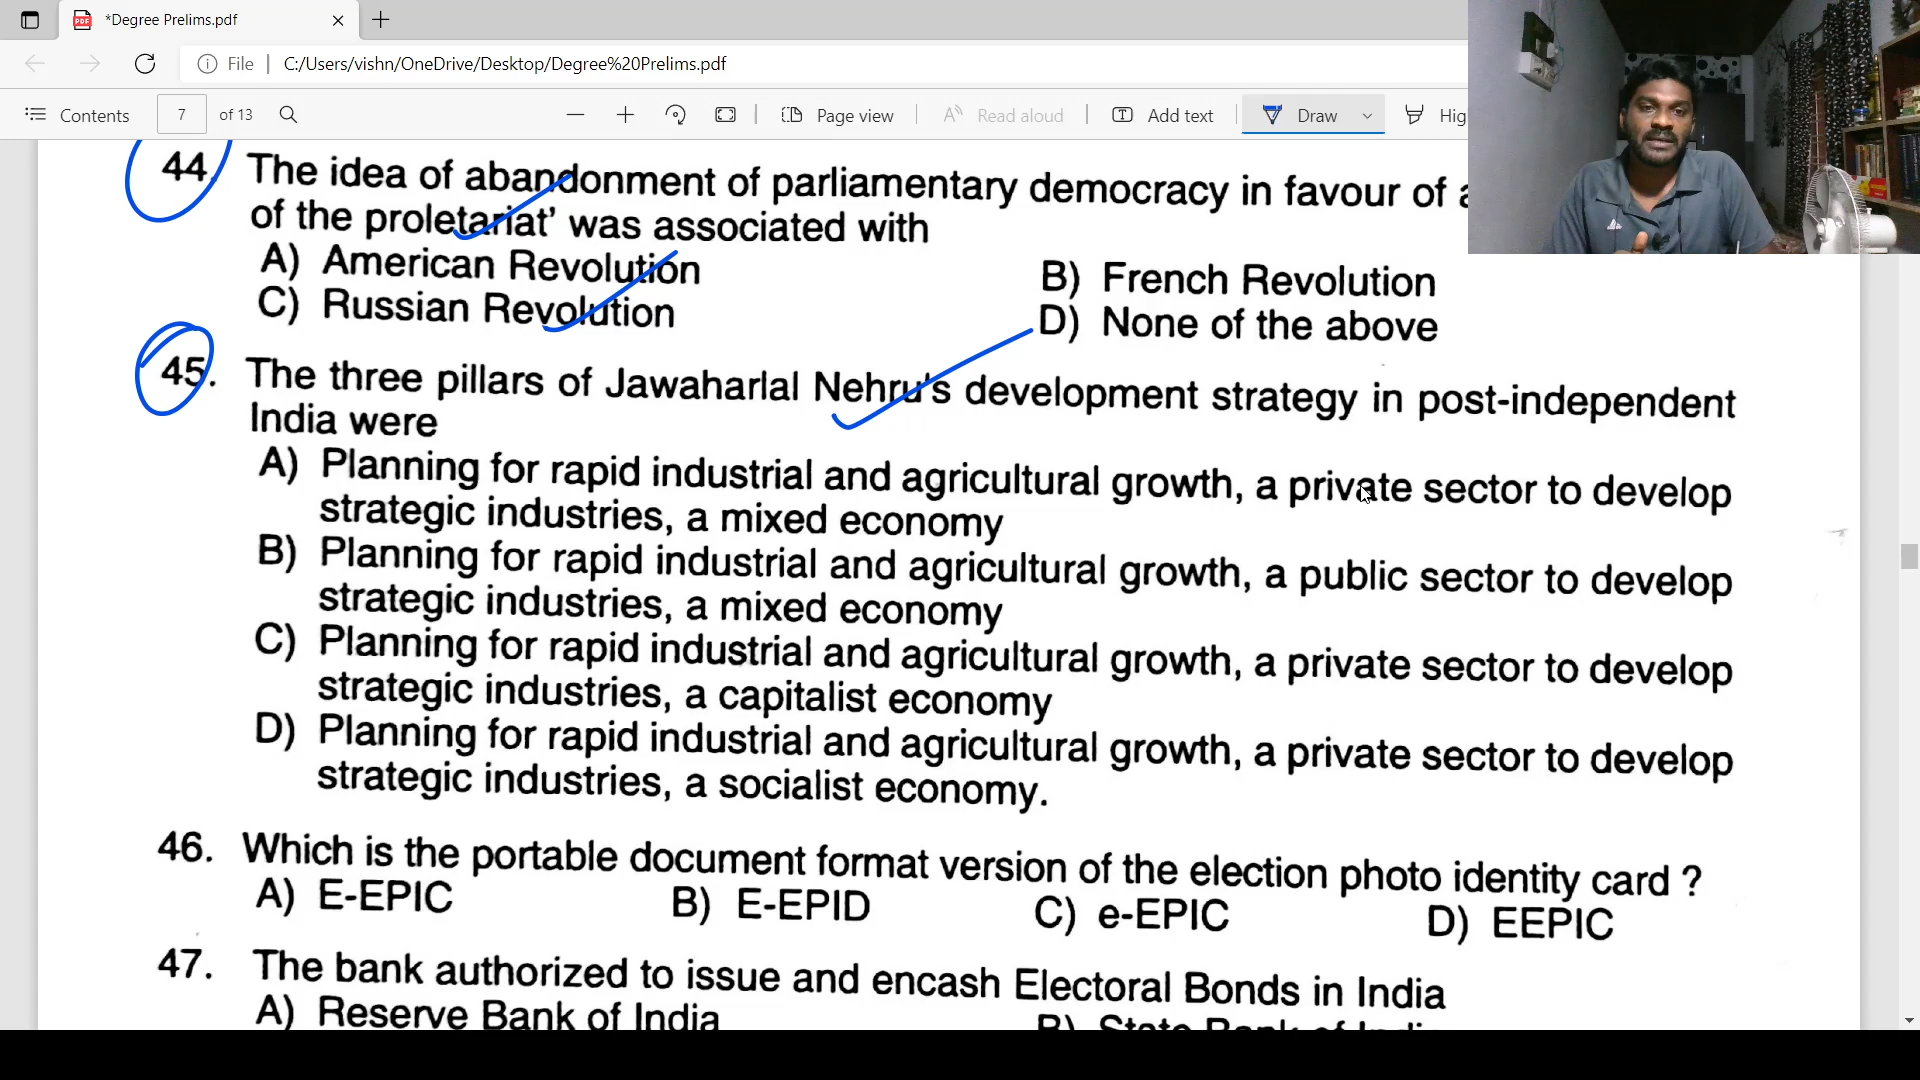 *Degree Prelims.pdf
File
C:/Users/vishn/OneDrive/Desktop/Degree%20Prelims.pdf
Contents
7
of 13
Page view
Read aloud
Add text
Draw
44. The idea of abandonment of parliamentary democracy in favour of
of the proletariat' was associated with
A) American Revolution
B) French Revolution
C) Russian Revolution
D) None of the above
45. The three pillars of Jawaharlal Nehru's development strategy in post-independent
India were
A) Planning for rapid industrial and agricultural growth, a private sector to develop
strategic industries, a mixed economy
B) Planning for rapid industrial and agricultural growth, a public sector to develop
strategic industries, a mixed economy
C) Planning for rapid industrial and agricultural growth, a private sector to develop
strategic industries, a capitalist economy
D) Planning for rapid industrial and agricultural growth, a private sector to develop
strategic industries, a socialist economy.
46. Which is the portable document format version of the election photo identity card ?
A) E-EPIC B) E-EPID C) e-EPIC D) EEPIC
47. The bank authorized to issue and encash Electoral Bonds in India
A) Reserve Bank of India
B) State Bank of